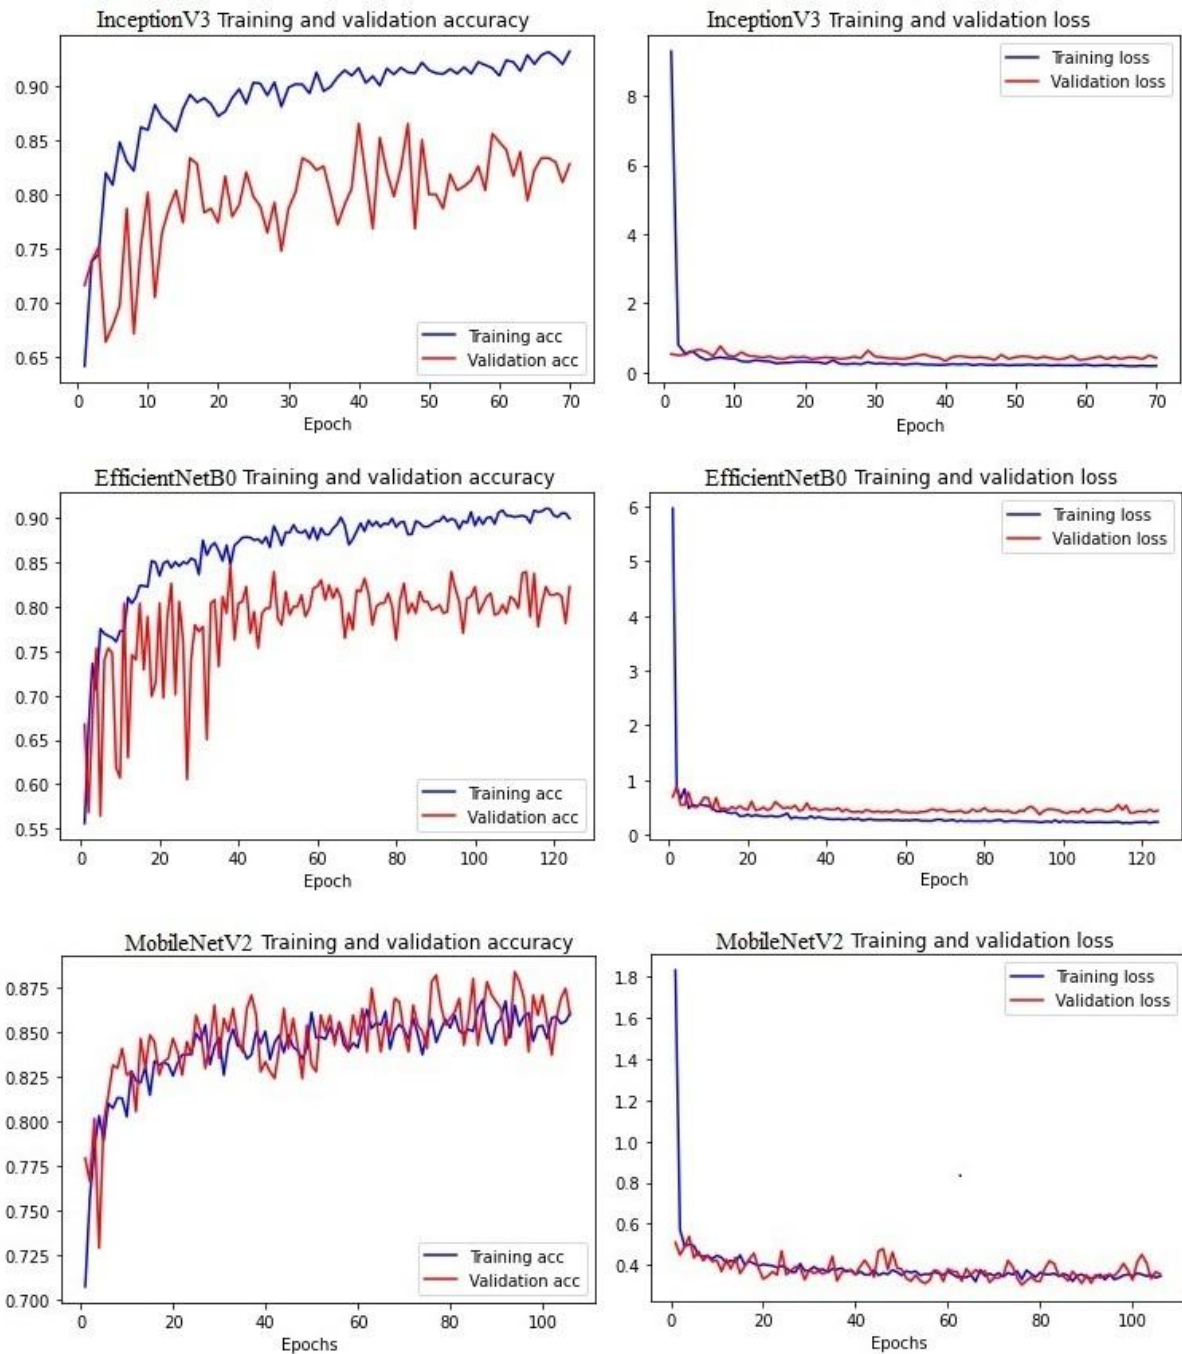 InceptionV3 Training and validation accuracy
0.90
0.85
0.80
0.75
0.70
0.65
Training acc
Validation acc
0 10 20 30 40 50 60 70
Epoch
InceptionV3 Training and validation loss
Training loss
Validation loss
8
6
4
2
0
0 10 20 30 40 50 60 70
Epoch
EfficientNetB0 Training and validation accuracy
0.90
0.85
0.80
0.75
0.70
0.65
0.60
0.55
Training acc
Validation acc
0 20 40 60 80 100 120
Epoch
EfficientNetB0 Training and validation loss
Training loss
Validation loss
6
5
4
3
2
1
0
0 20 40 60 80 100 120
Epoch
MobileNetV2 Training and validation accuracy
0.875
0.850
0.825
0.800
0.775
0.750
0.725
0.700
Training acc
Validation acc
0 20 40 60 80 100
Epochs
MobileNetV2 Training and validation loss
Training loss
Validation loss
1.8
1.6
1.4
1.2
1.0
0.8
0.6
0.4
0 20 40 60 80 100
Epochs